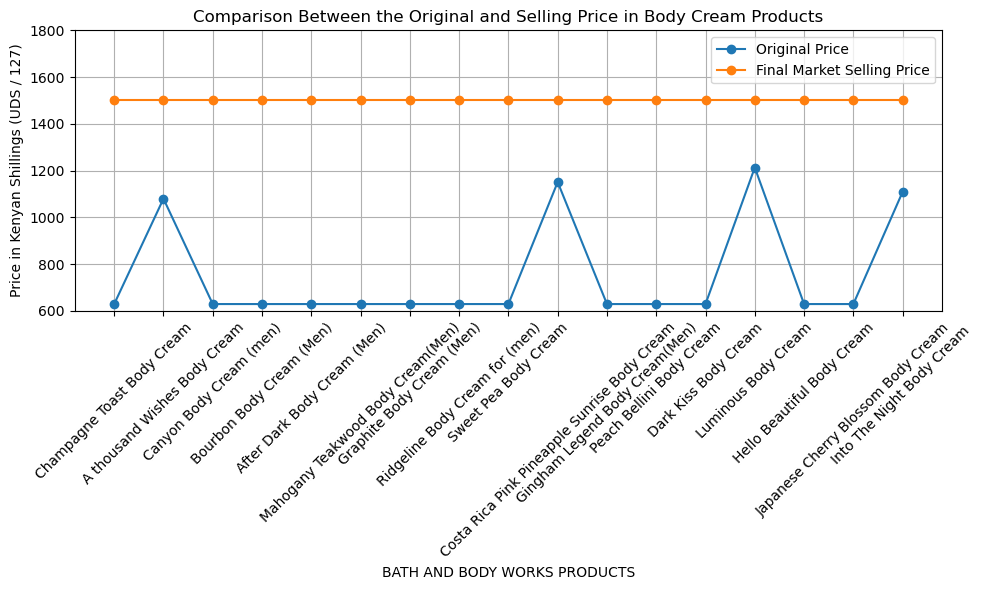 Comparison Between the Original and Selling Price in Body Cream Products
Original Price
Final Market Selling Price
Price in Kenyan Shillings (UDS / 127)
1800
1600
1400
1200
1000
800
600
Champagne Toast Body Cream
A thousand Wishes Body Cream
Canyon Body Cream (men)
Bourbon Body Cream (Men)
After Dark Body Cream (Men)
Mahogany Teakwood Body Cream(Men)
Graphite Body Cream (Men)
Ridgeline Body Cream for (men)
Sweet Pea Body Cream
Costa Rica Pink Pineapple Sunrise Body Cream
Gingham Legend Body Cream(Men)
Peach Bellini Body Cream
Dark Kiss Body Cream
Luminous Body Cream
Hello Beautiful Body Cream
Japanese Cherry Blossom Body Cream
Into The Night Body Cream
BATH AND BODY WORKS PRODUCTS